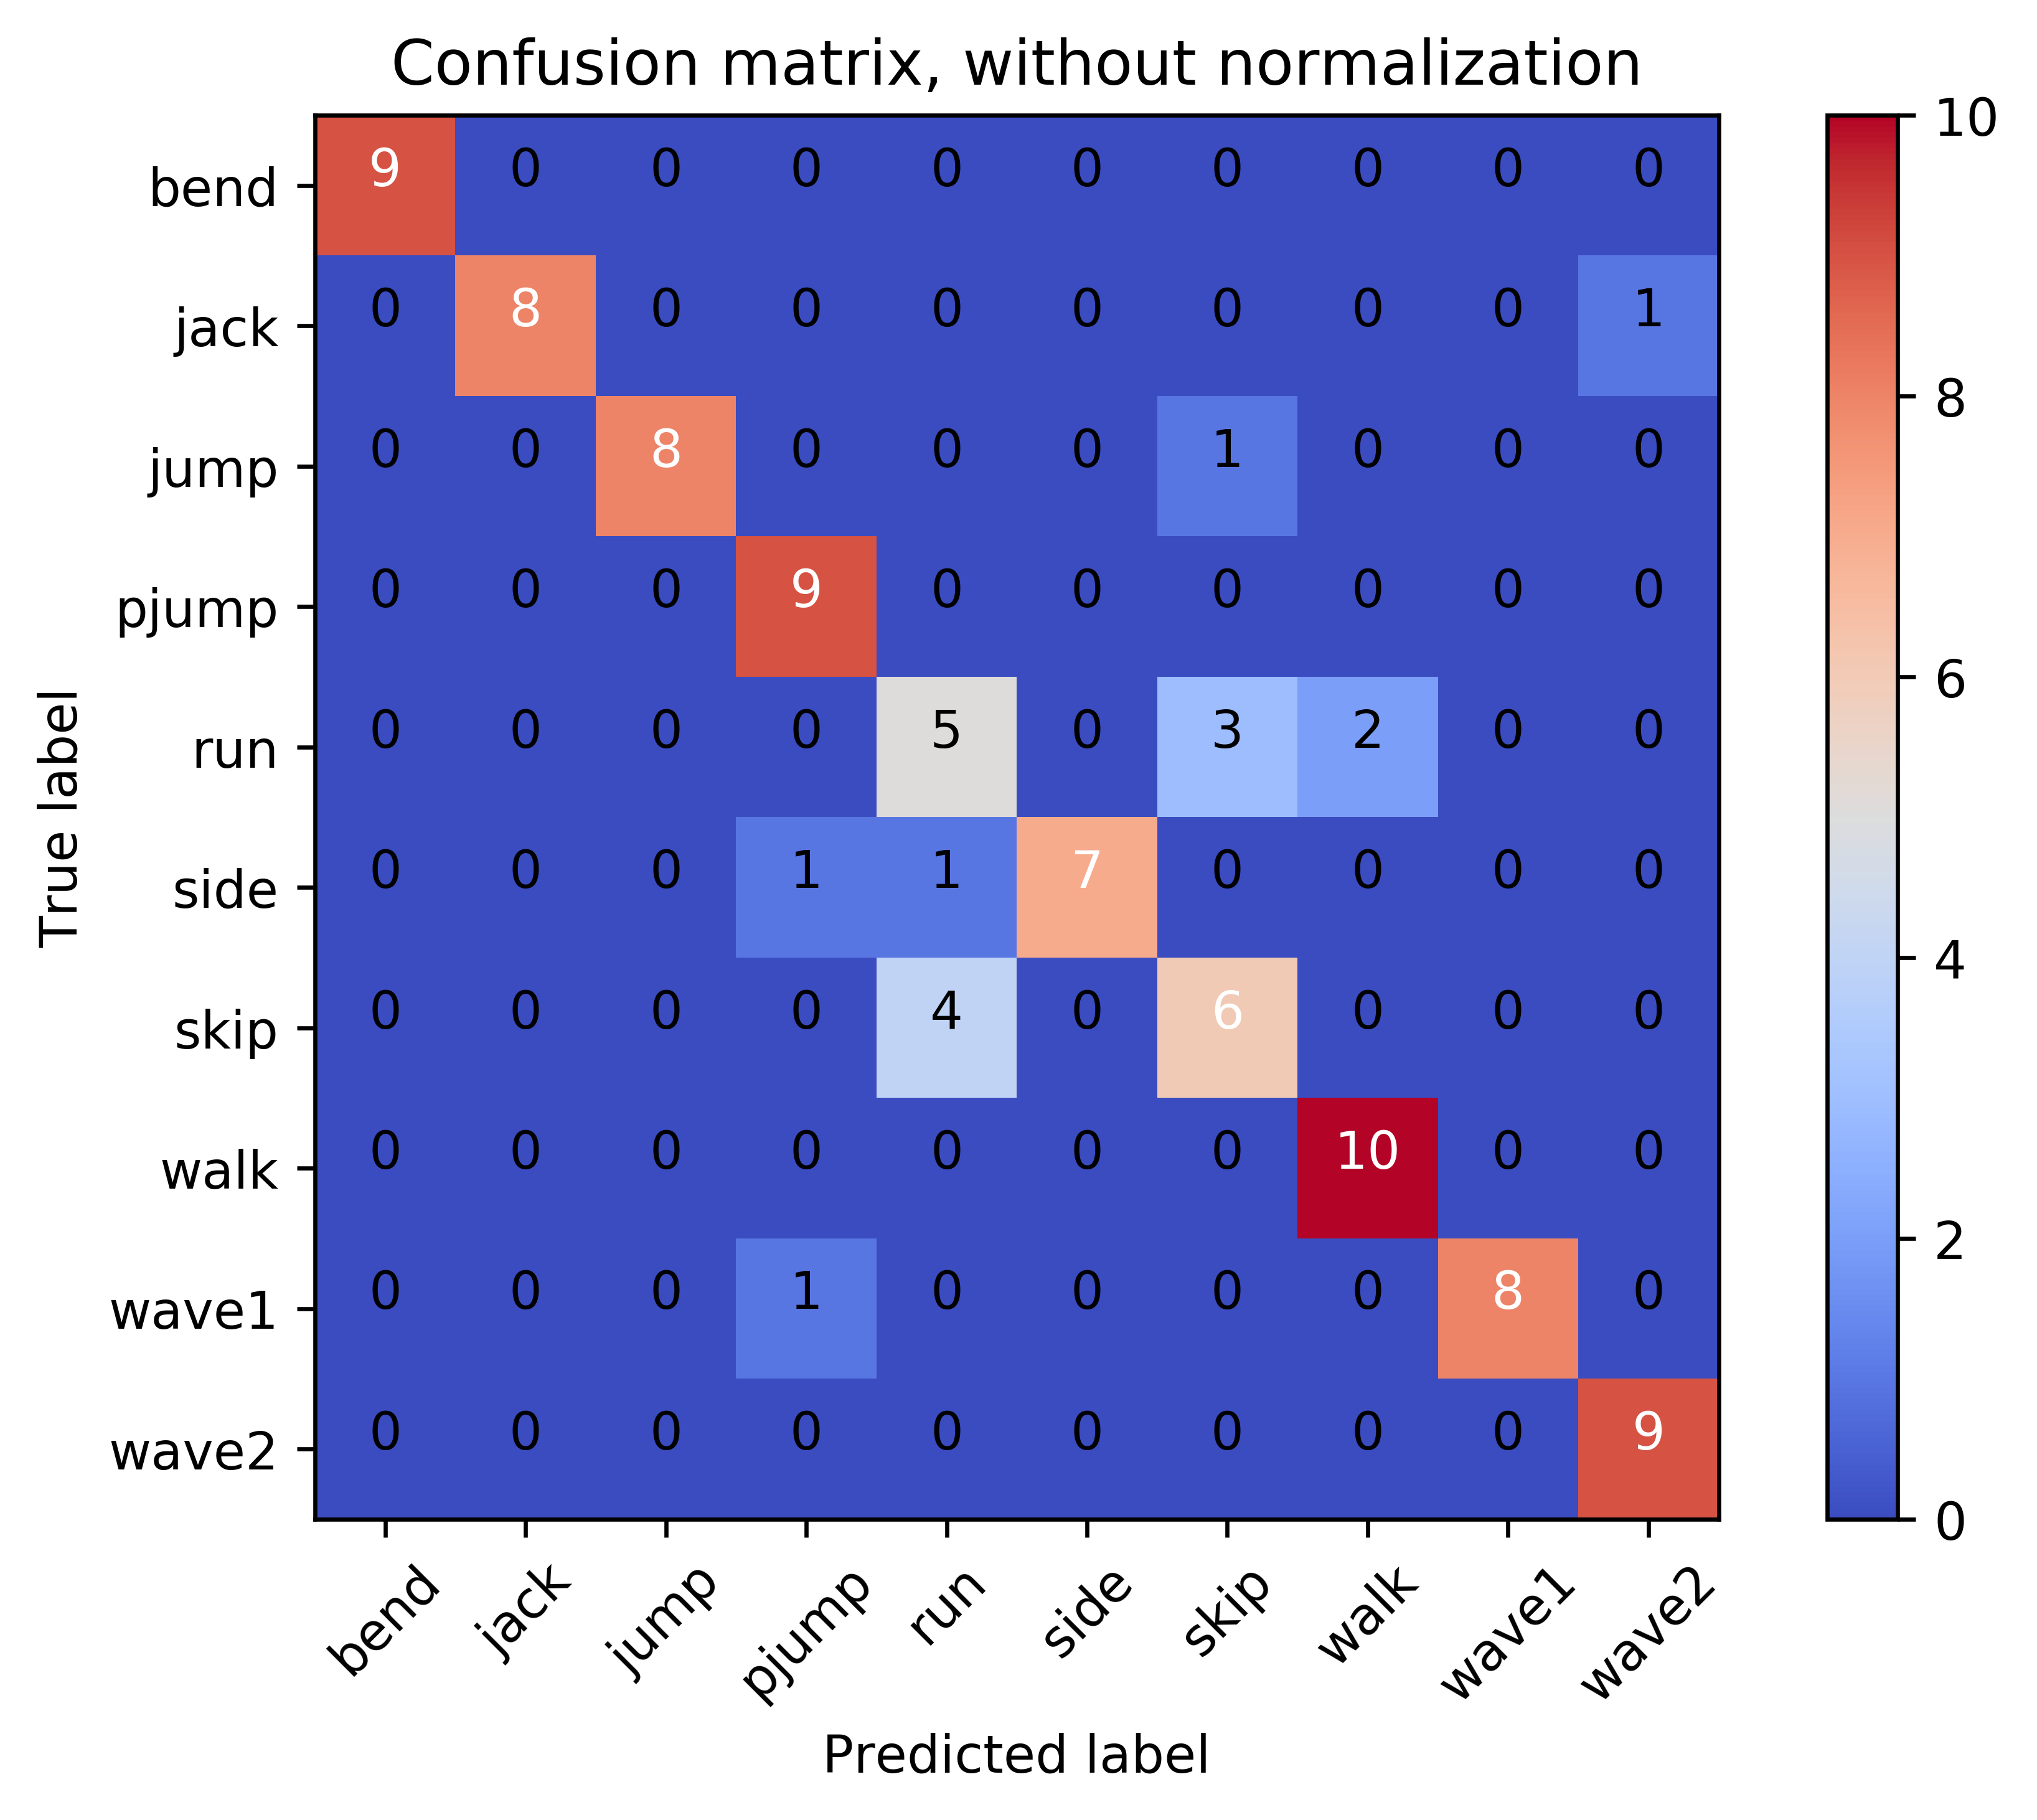 Confusion matrix, without normalization
bend 9 0 0 0 0 0 0 0 0 0
jack 0 8 0 0 0 0 0 0 0 1
jump 0 0 8 0 0 0 1 0 0 0
pjump 0 0 0 9 0 0 0 0 0 0
run 0 0 0 0 5 0 3 2 0 0
side 0 0 0 1 1 7 0 0 0 0
skip 0 0 0 0 4 0 6 0 0 0
walk 0 0 0 0 0 0 0 10 0 0
wave1 0 0 0 1 0 0 0 0 8 0
wave2 0 0 0 0 0 0 0 0 0 9
bend jack jump pjump run side skip walk wave1 wave2
Predicted label
True label
10
8
6
4
2
0